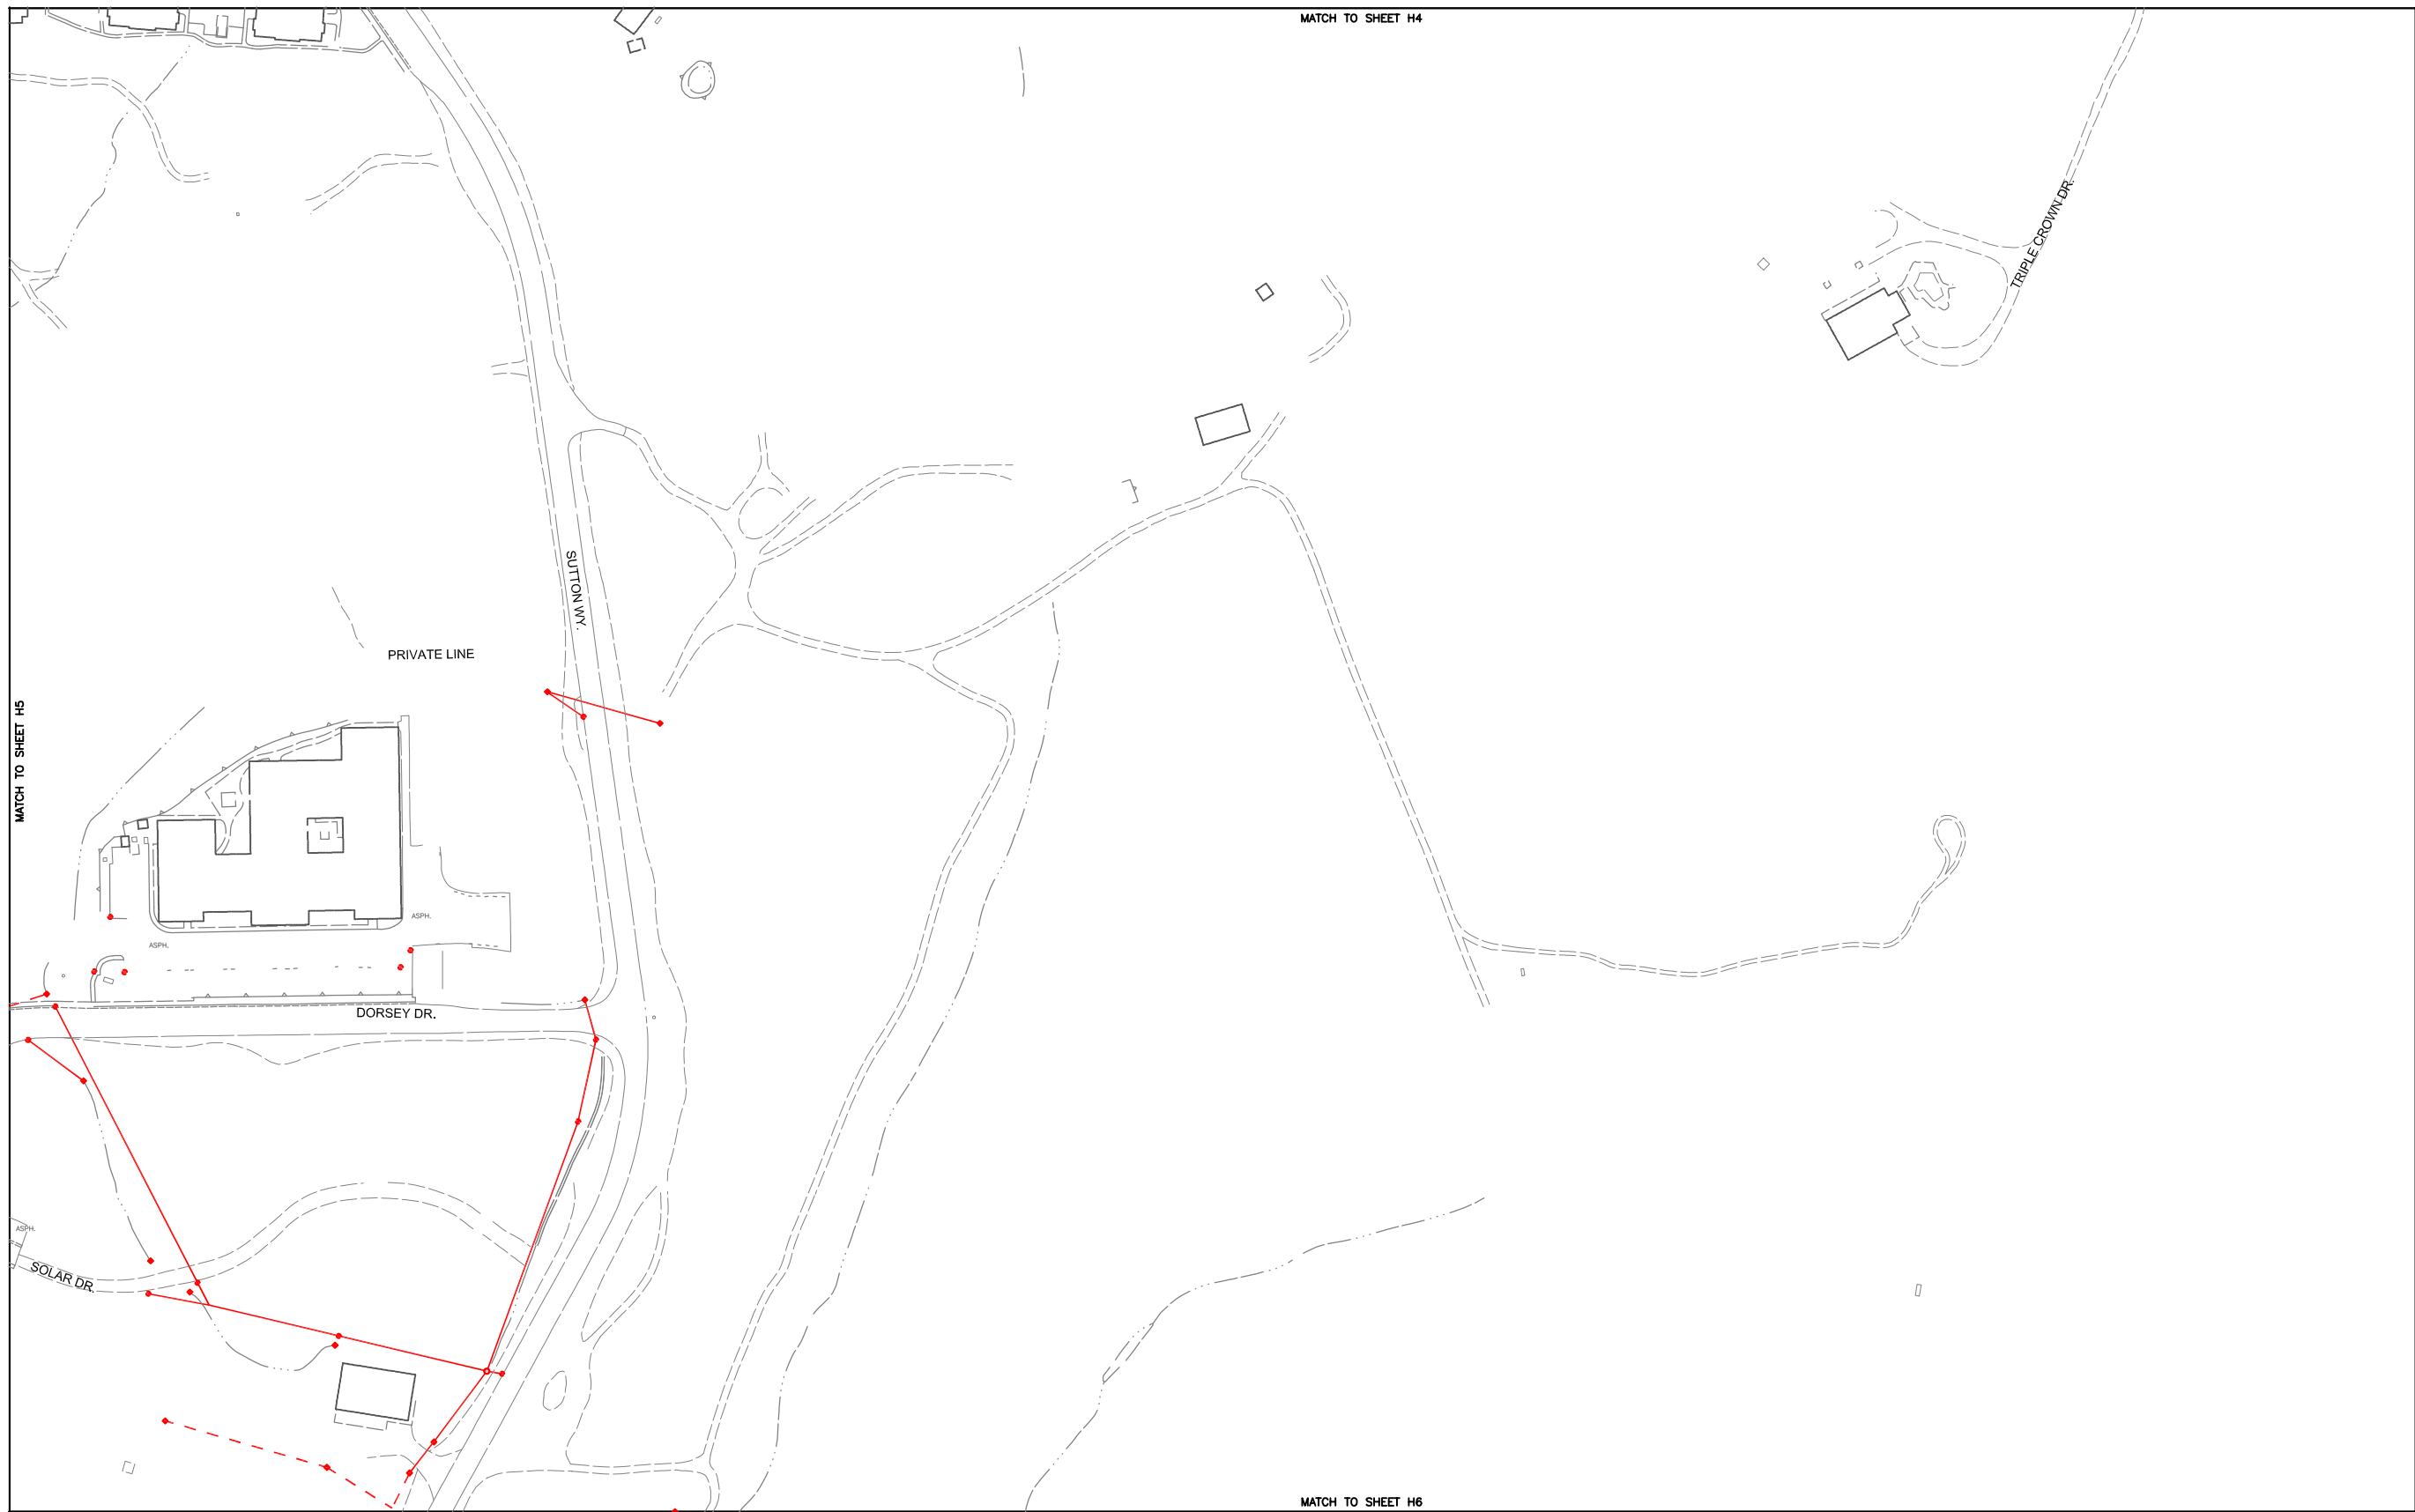 MATCH TO SHEET H4
TRIPLE CROWN DR.
SUTTON WY.
PRIVATE LINE
MATCH TO SHEET H5
ASPH.
ASPH.
DORSEY DR.
ASPH.
SOLAR DR.
MATCH TO SHEET H6